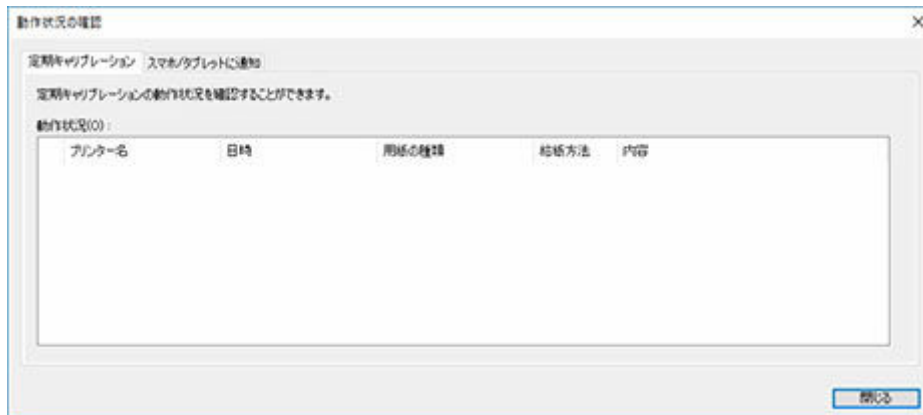 動作状況の確認
定期キャリブレーション スマホ/タブレットに通知
定期キャリブレーションの動作状況を確認することができます。
動作状況(O) :
プリンター名 日時 用紙の種類 給紙方法 内容
閉じる